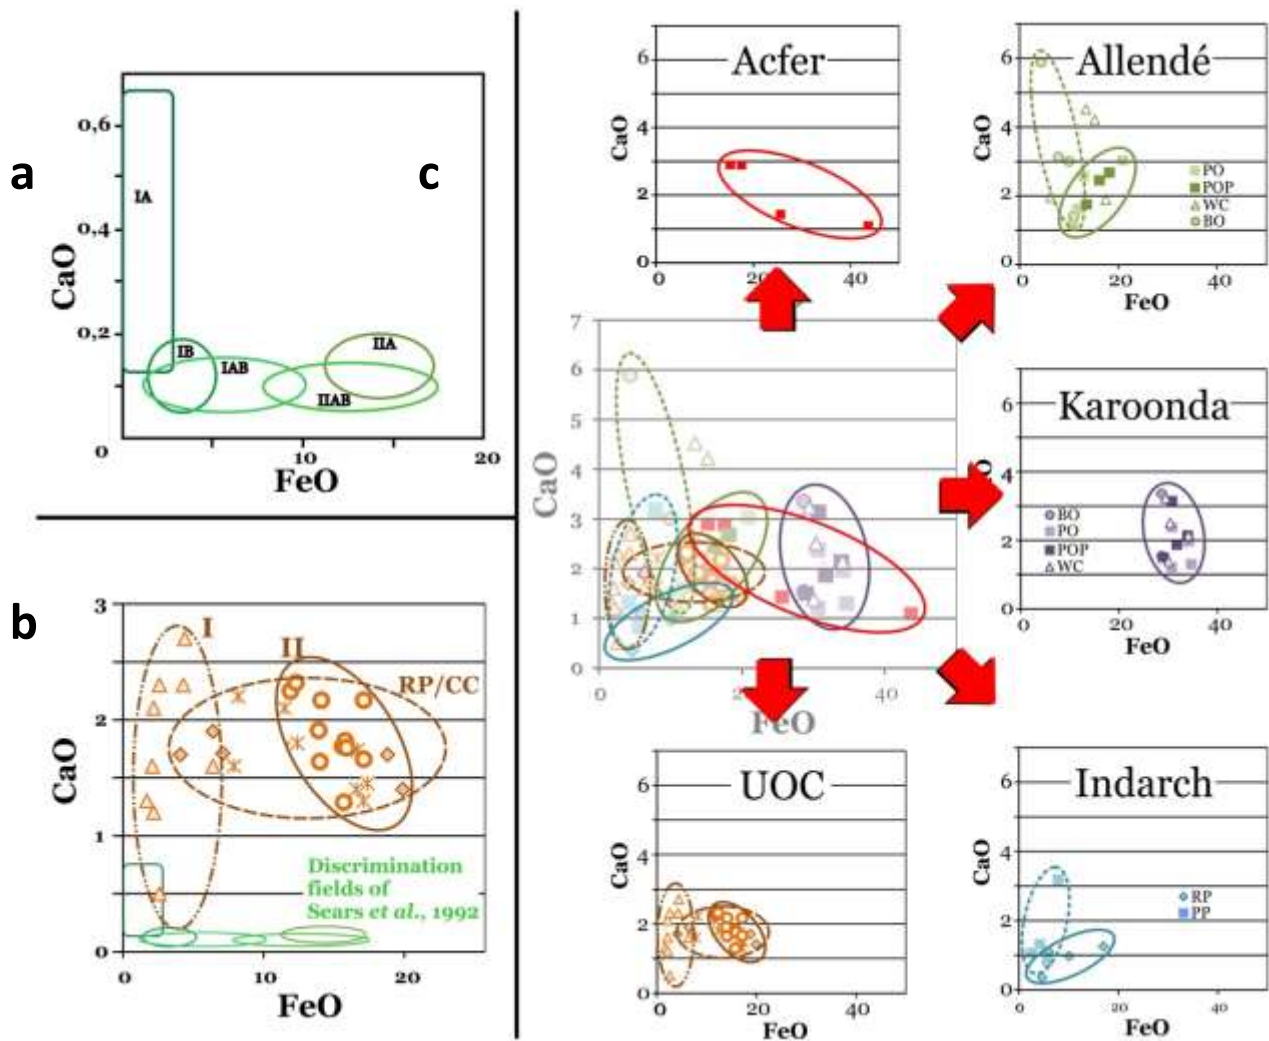 a
0,6
0,4
0,2
0
10
20
CaO
FeO
IA
IB
IAB
IIA
IIAB
b
3
2
1
0
0
10
20
CaO
FeO
I
II
RP/CC
Discrimination
fields of
Sears et al., 1992
c
Acfer
6
4
2
0
0
20
40
CaO
Allendé
6
4
2
0
0
20
40
CaO
FeO
PO
POP
WC
BO
7
6
5
4
3
2
1
0
0
40
CaO
FeO
Karoonda
6
4
2
0
0
20
40
FeO
BO
PO
POP
WC
UOC
6
4
2
0
0
20
40
CaO
FeO
Indarch
6
4
2
0
0
20
40
CaO
FeO
RP
PP